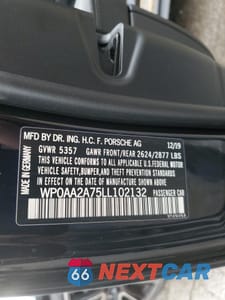 MFD BY DR. ING. H.C. F. PORSCHE AG
GVWR 5357 GAWR FRONT/REAR 2624/2877 LBS 12/19
THIS VEHICLE CONFORMS TO ALL APPLICABLE FEDERAL MOTOR
VEHICLE SAFETY, BUMPER, AND THEFT PREVENTION STANDARDS
IN EFFECT ON THE DATE OF MANUFACTURE SHOWN ABOVE.
WP0AA2A75LL102132 PASSENGER CAR
MADE IN GERMANY
66 NEXTCAR